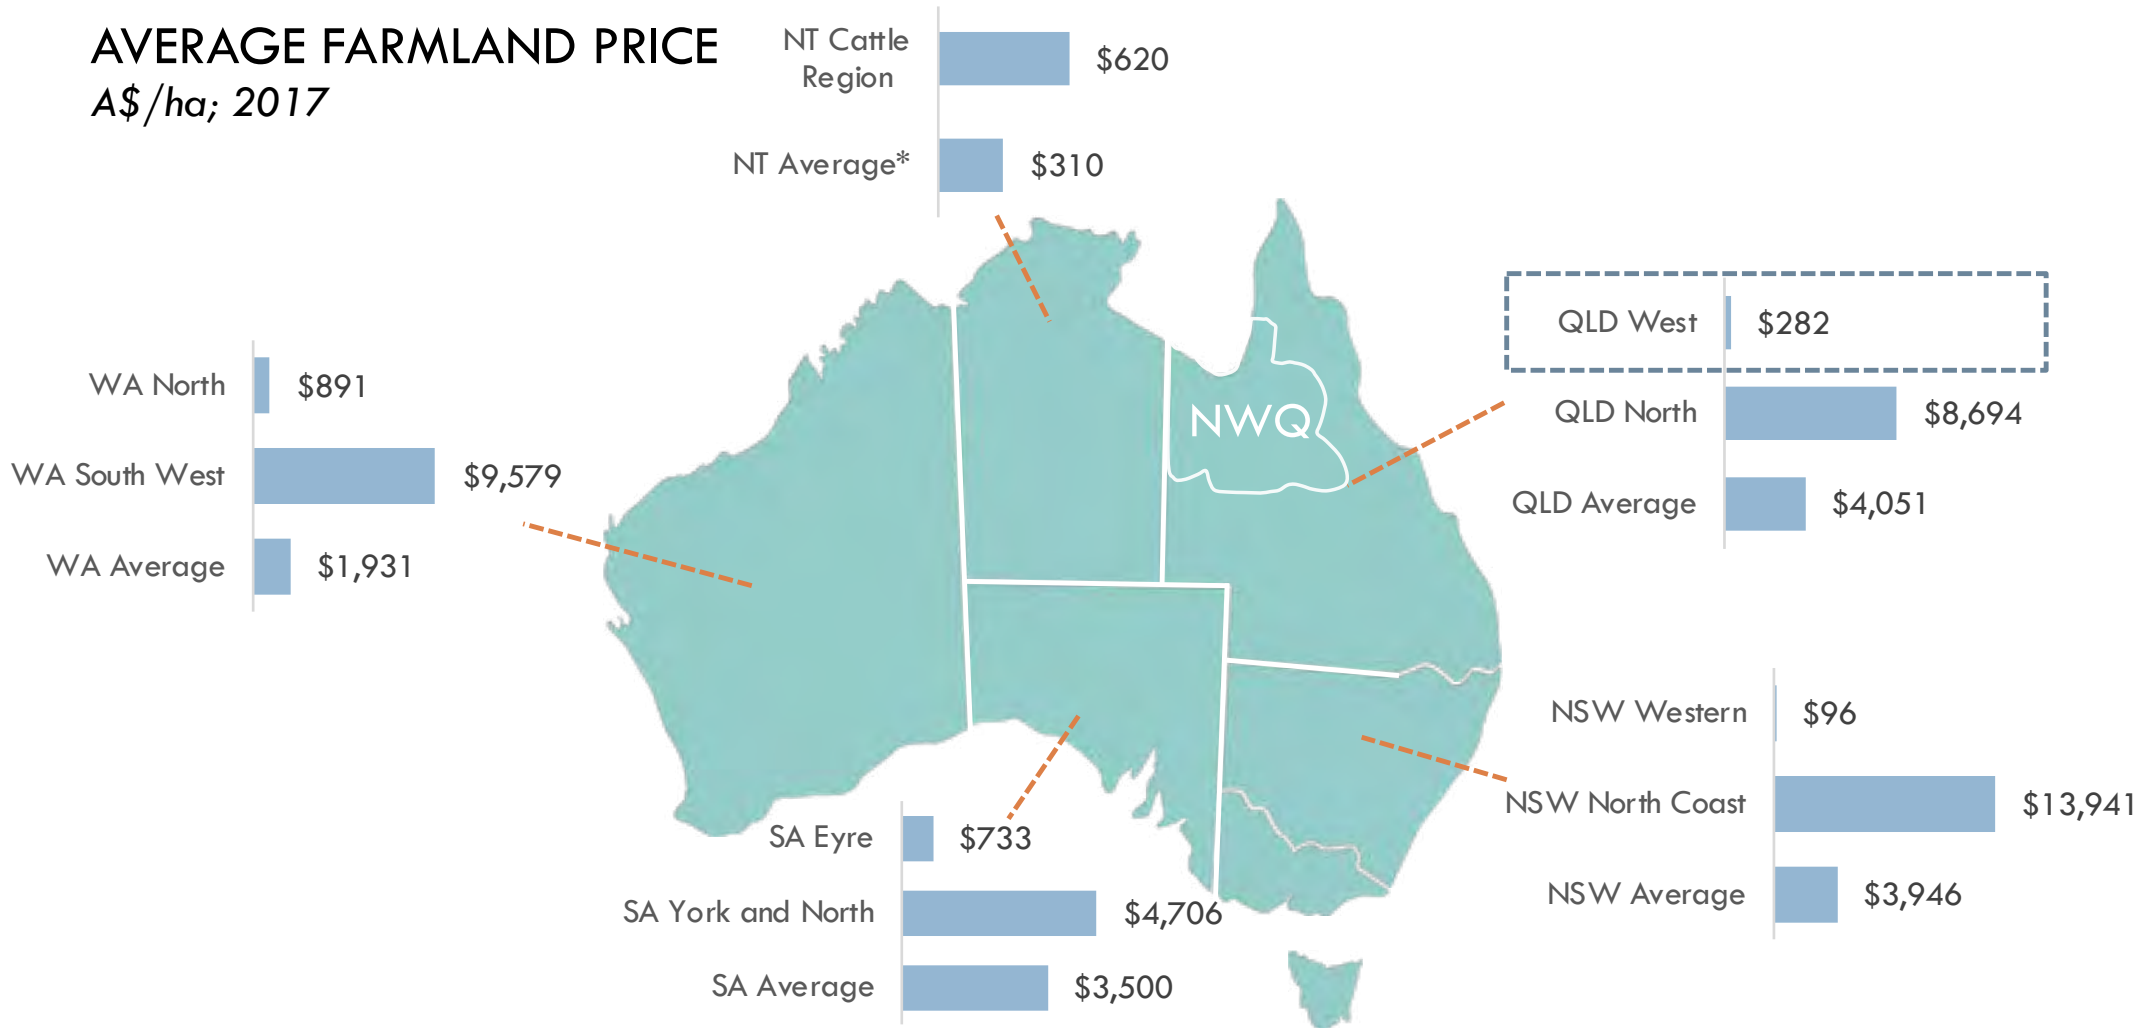 AVERAGE FARMLAND PRICE
A$/ha; 2017
NT Cattle
Region
$620
NT Average*
$310
WA North
$891
WA South West
$9,579
WA Average
$1,931
NWQ
QLD West
$282
QLD North
$8,694
QLD Average
$4,051
SA Eyre
$733
SA York and North
$4,706
SA Average
$3,500
NSW Western
$96
NSW North Coast
$13,941
NSW Average
$3,946